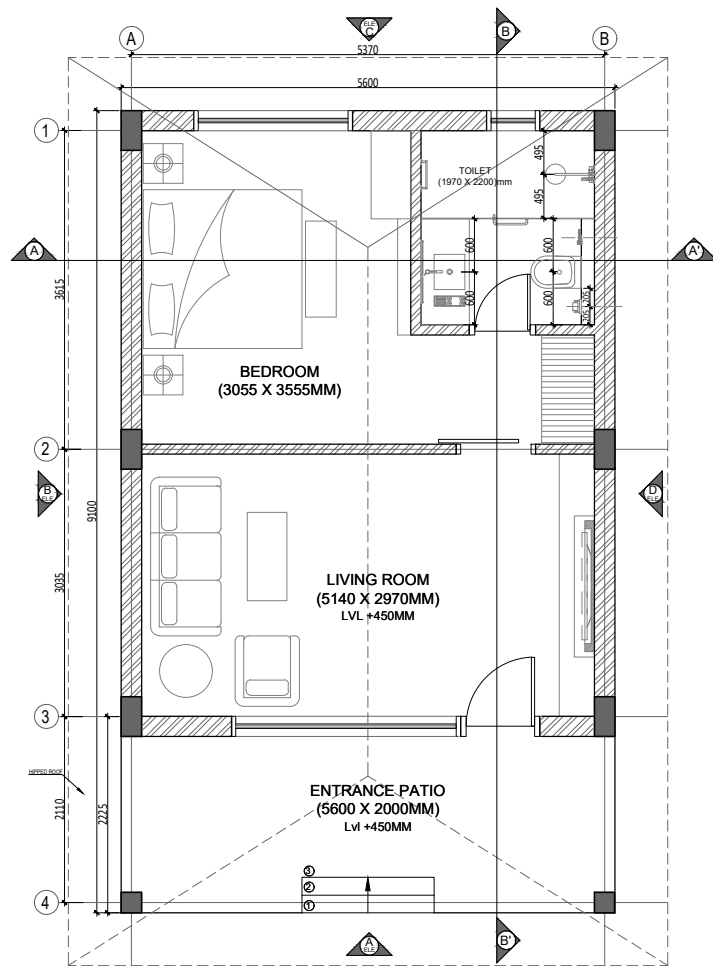 ELE
C
A
B
B
5370
5600
1
TOILET
(1970 X 2200)mm
495
495
A
A'
600
600
600
600
205
205
3615
BEDROOM
(3055 X 3555MM)
2
B
ELE
D
ELE
9100
3035
LIVING ROOM
(5140 X 2970MM)
LVL +450MM
3
HIPPED ROOF
ENTRANCE PATIO
(5600 X 2000MM)
Lvl +450MM
2110
2225
3
2
1
4
A
ELE
B'